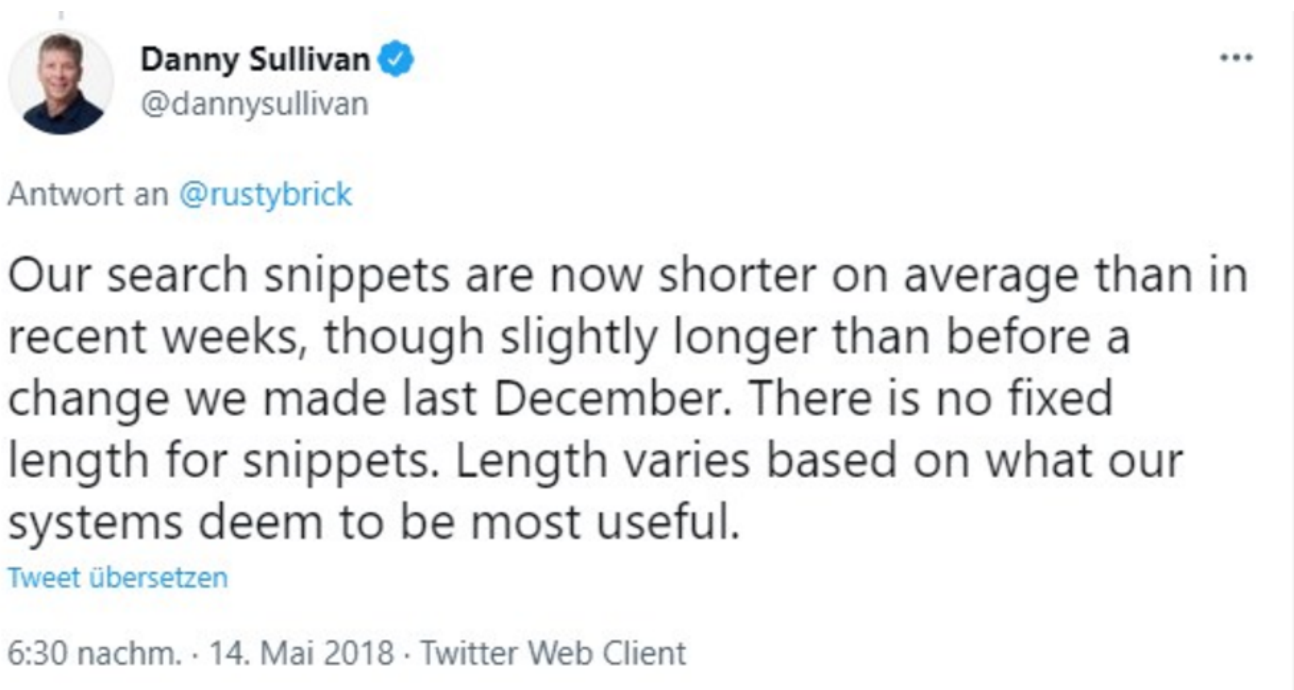 Danny Sullivan
@dannysullivan
Antwort an @rustybrick
Our search snippets are now shorter on average than in
recent weeks, though slightly longer than before a
change we made last December. There is no fixed
length for snippets. Length varies based on what our
systems deem to be most useful.
Tweet übersetzen
6:30 nachm. · 14. Mai 2018 · Twitter Web Client